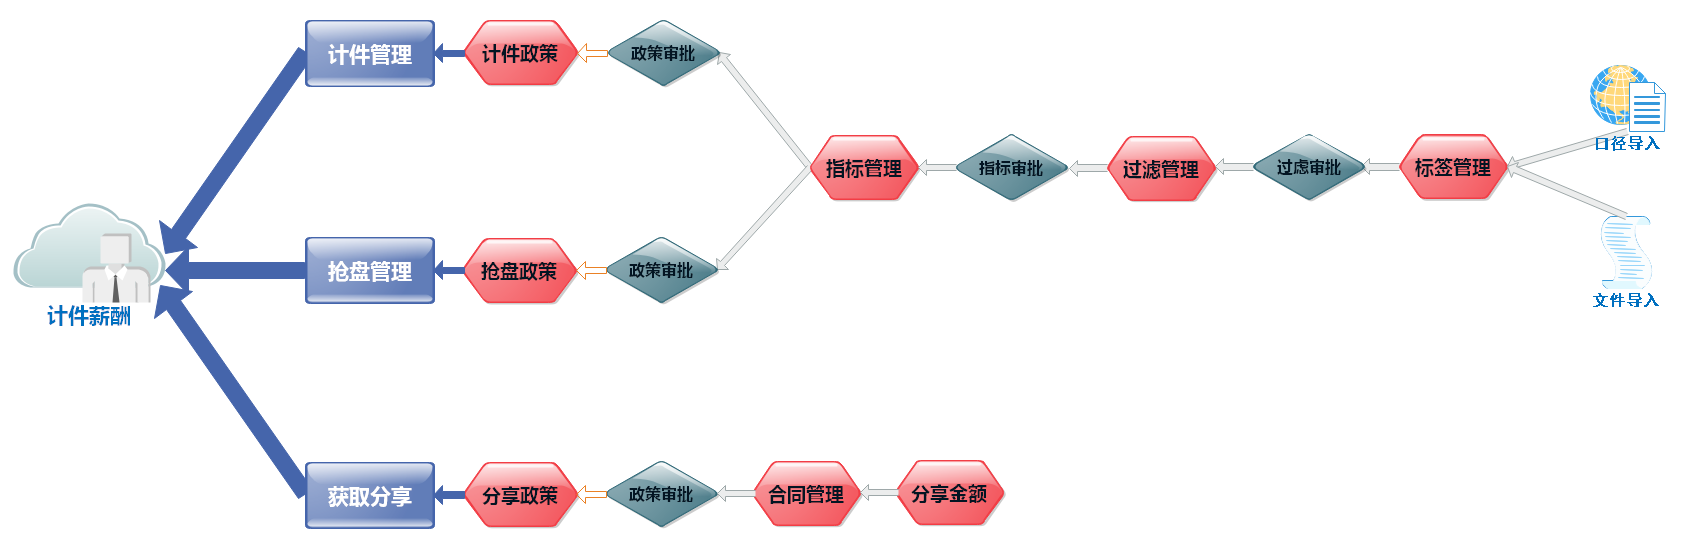 计件管理
计件政策
政策审批
指标管理
指标审批
过滤管理
过虑审批
标签管理
口径导入
文件导入
计件薪酬
抢盘管理
抢盘政策
政策审批
获取分享
分享政策
政策审批
合同管理
分享金额